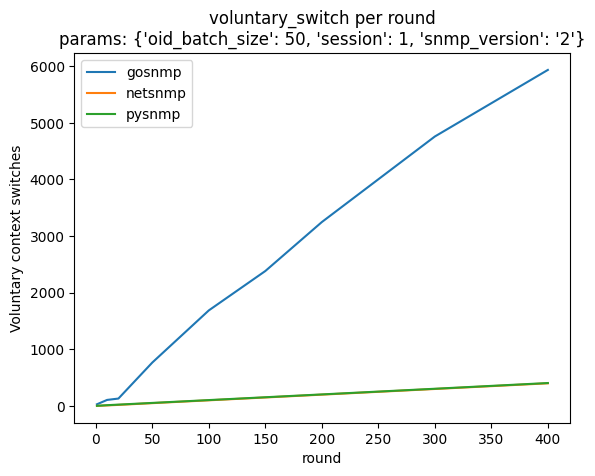 voluntary_switch per round
params: {'oid_batch_size': 50, 'session': 1, 'snmp_version': '2'}
gosnmp
netsnmp
pysnmp
Voluntary context switches
6000
5000
4000
3000
2000
1000
0
0 50 100 150 200 250 300 350 400
round